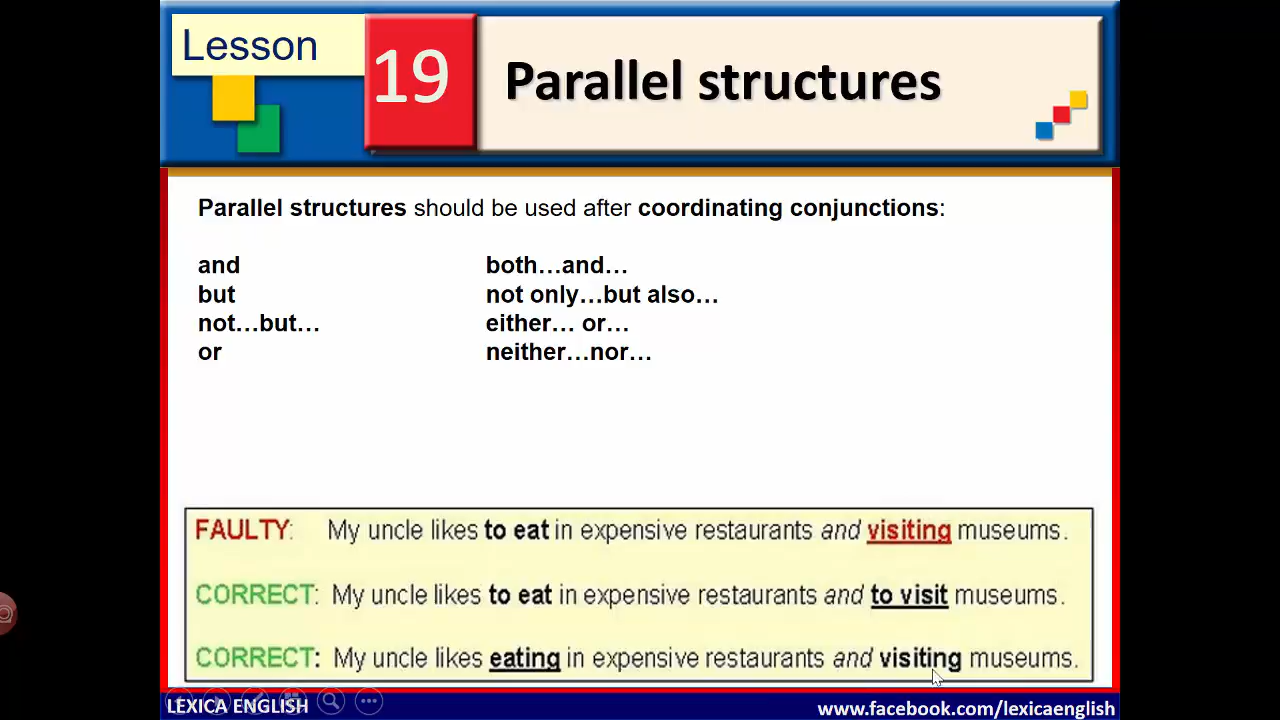 Lesson
19
Parallel structures
Parallel structures should be used after coordinating conjunctions:
and
but
not…but…
or
both…and…
not only…but also…
either… or…
neither…nor…
FAULTY: My uncle likes to eat in expensive restaurants and visiting museums.
CORRECT: My uncle likes to eat in expensive restaurants and to visit museums.
CORRECT: My uncle likes eating in expensive restaurants and visiting museums.
LEXICA ENGLISH
www.facebook.com/lexicaenglish